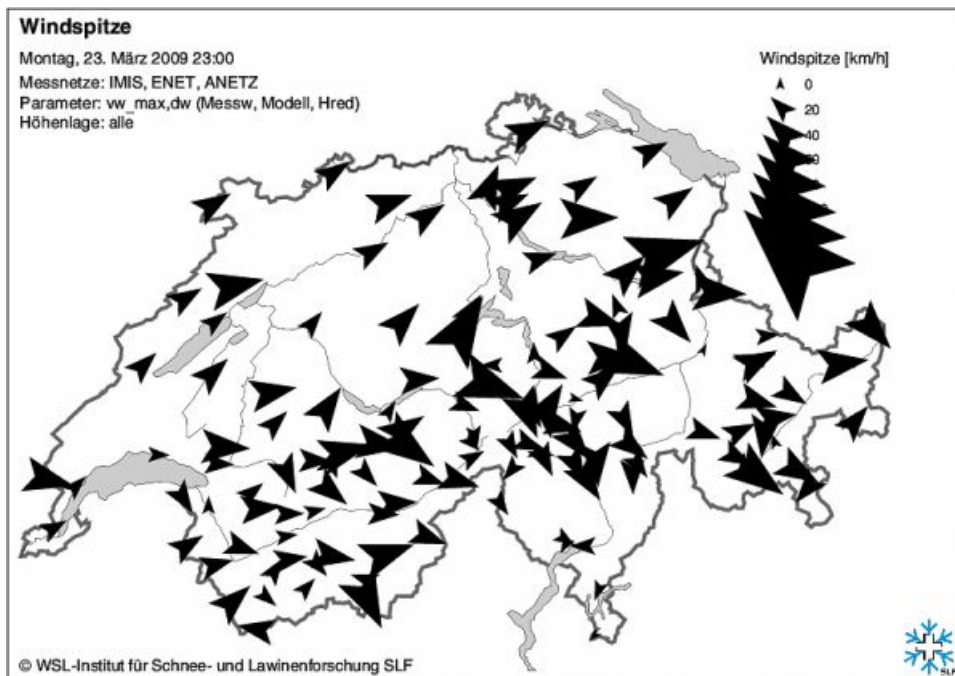 Windspitze
Montag, 23. März 2009 23:00
Messnetze: IMIS, ENET, ANETZ
Parameter: vw_max,dw (Messw, Modell, Hred)
Höhenlage: alle
Windspitze [km/h]
0
20
40
© WSL-Institut für Schnee- und Lawinenforschung SLF
SLF